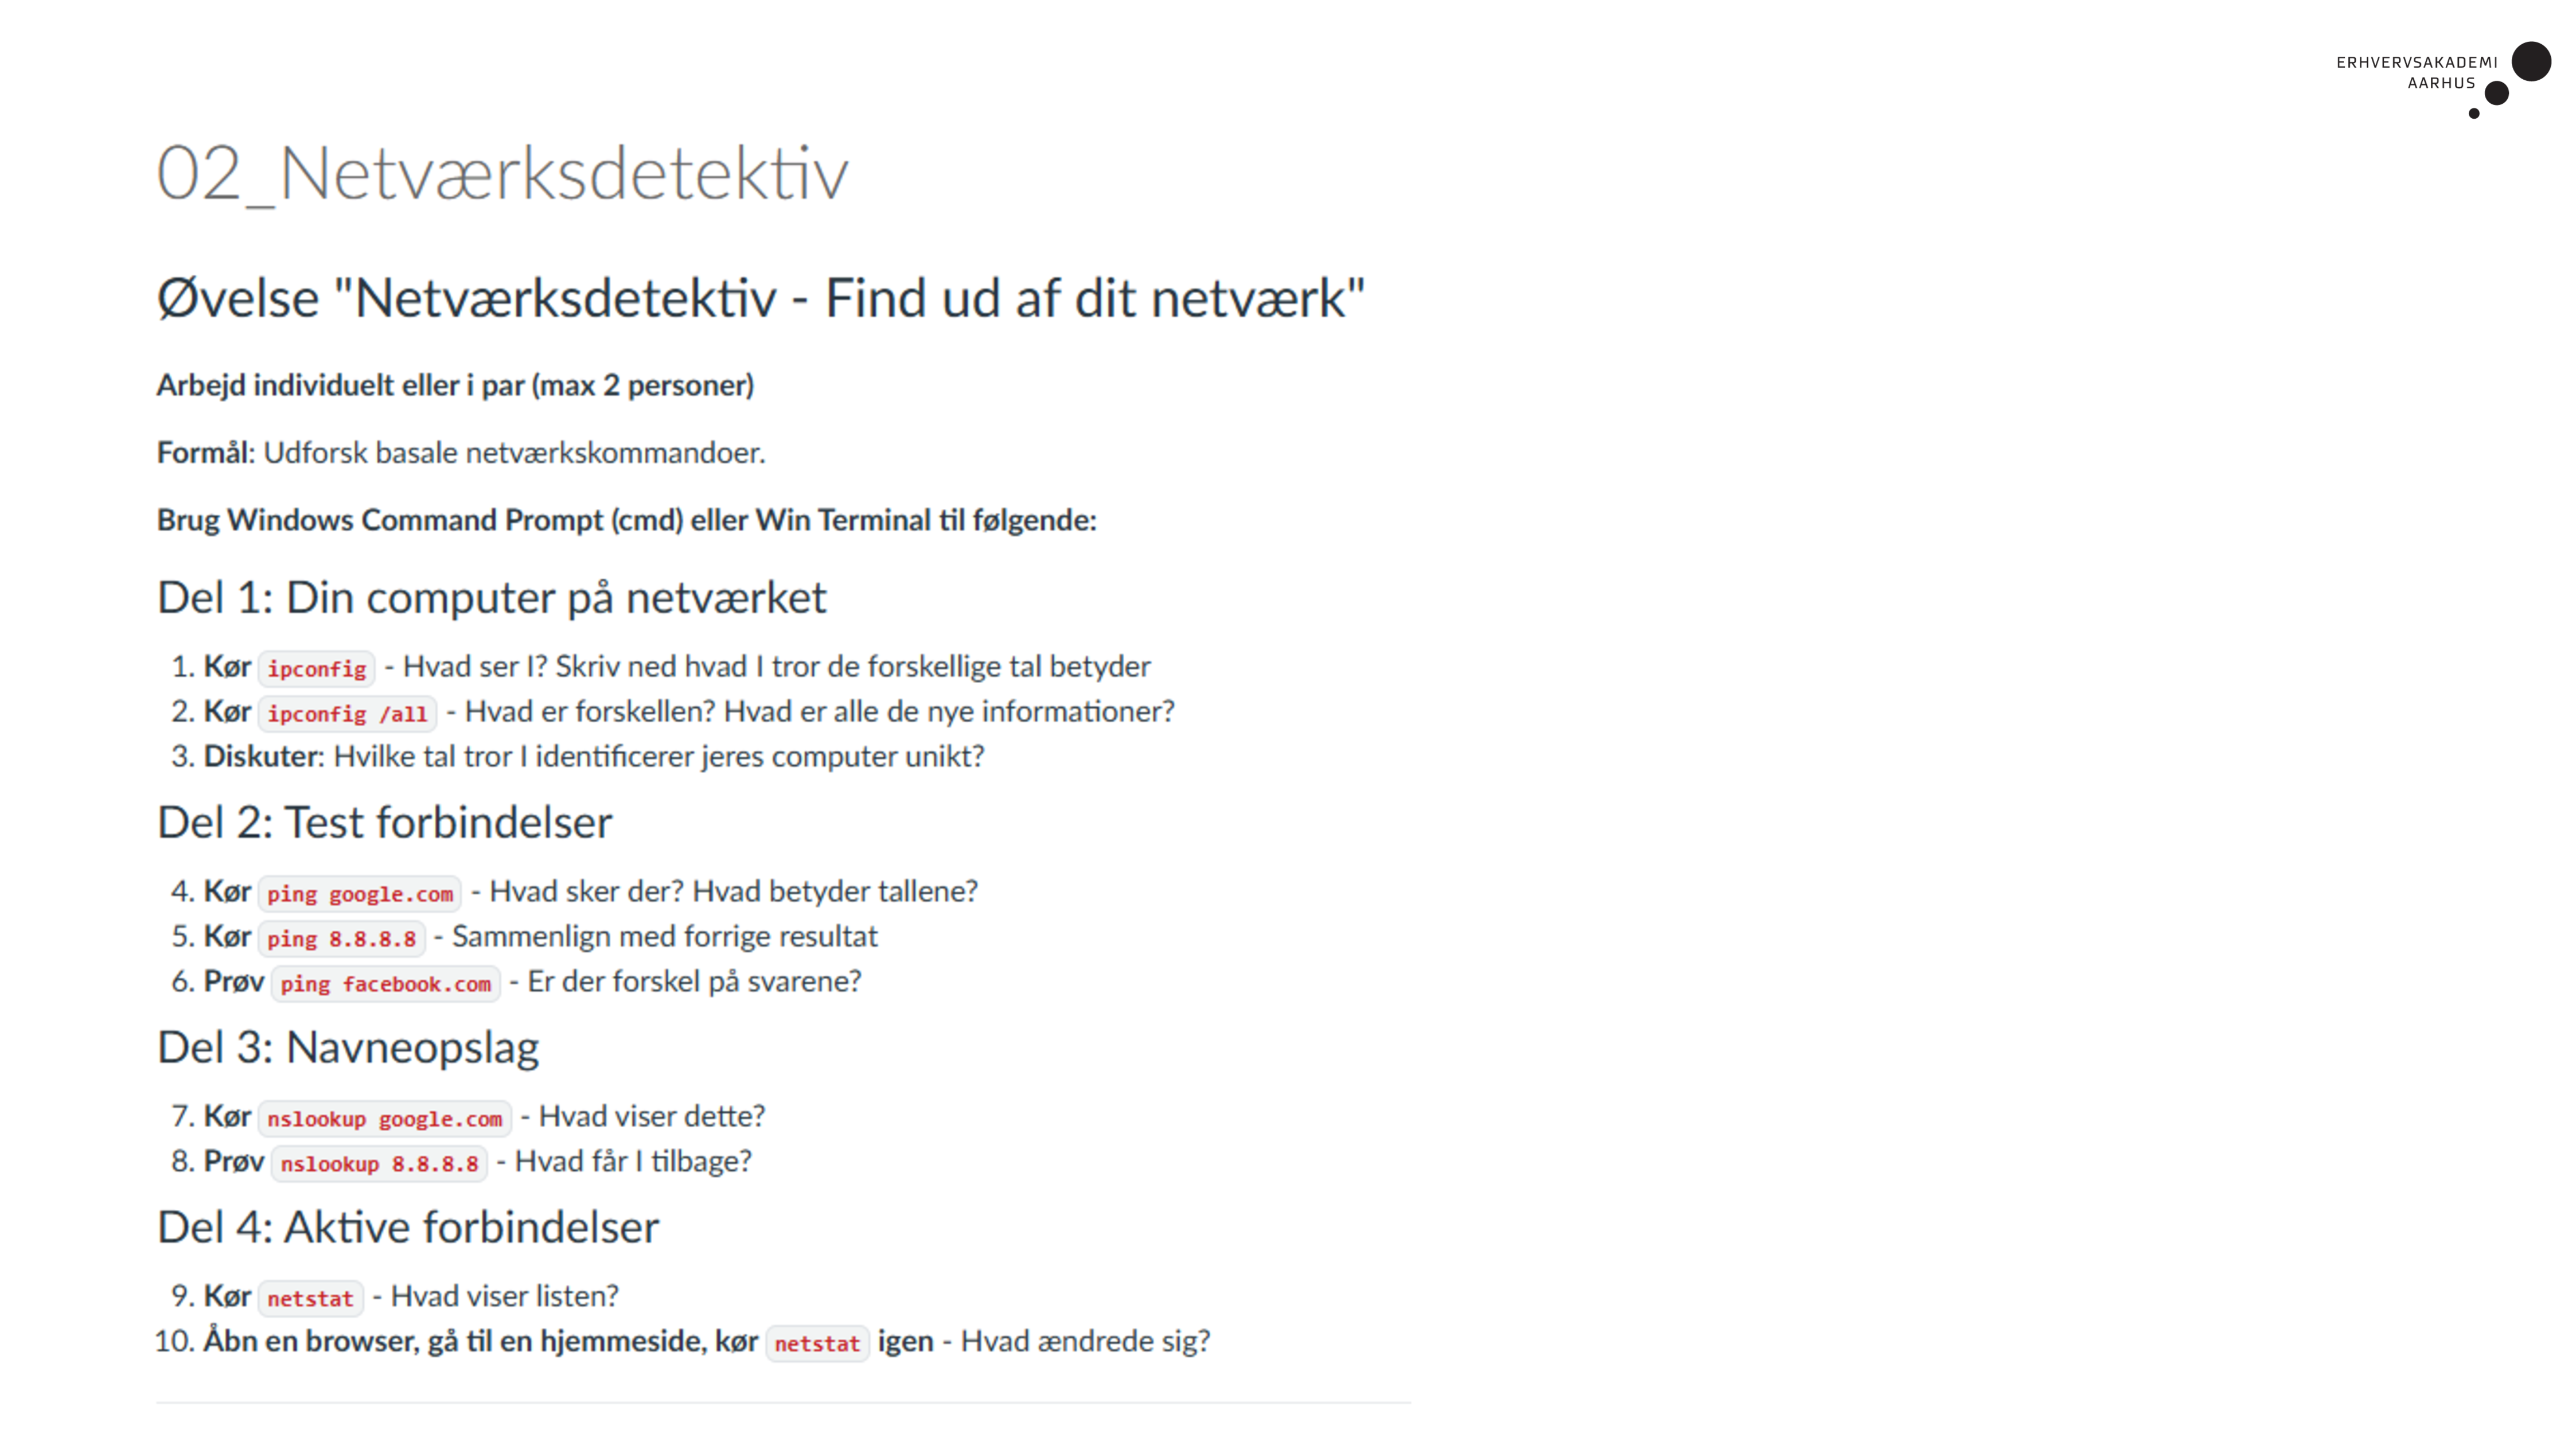 ERHVERVSAKADEMI
AARHUS
02_Netværksdetektiv
Øvelse "Netværksdetektiv - Find ud af dit netværk"
Arbejd individuelt eller i par (max 2 personer)
Formål: Udforsk basale netværkskommandoer.
Brug Windows Command Prompt (cmd) eller Win Terminal til følgende:
Del 1: Din computer på netværket
1. Kør ipconfig - Hvad ser I? Skriv ned hvad I tror de forskellige tal betyder
2. Kør ipconfig /all - Hvad er forskellen? Hvad er alle de nye informationer?
3. Diskuter: Hvilke tal tror I identificerer jeres computer unikt?
Del 2: Test forbindelser
4. Kør ping google.com - Hvad sker der? Hvad betyder tallene?
5. Kør ping 8.8.8.8 - Sammenlign med forrige resultat
6. Prøv ping facebook.com - Er der forskel på svarene?
Del 3: Navneopslag
7. Kør nslookup google.com - Hvad viser dette?
8. Prøv nslookup 8.8.8.8 - Hvad får I tilbage?
Del 4: Aktive forbindelser
9. Kør netstat - Hvad viser listen?
10. Åbn en browser, gå til en hjemmeside, kør netstat igen - Hvad ændrede sig?